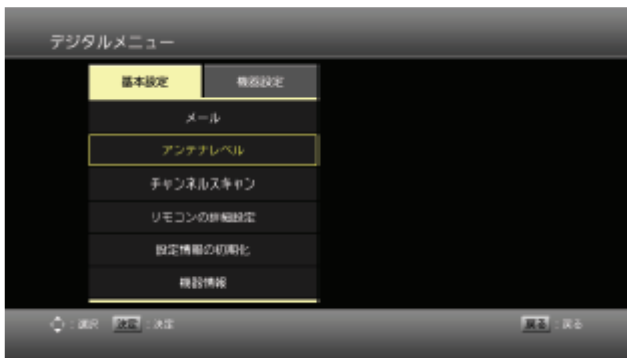 デジタルメニュー
基本設定 機器設定
メール
アンテナレベル
チャンネルスキャン
リモコンの詳細設定
設定情報の初期化
機器情報
:選択 決定 :決定 戻る :戻る